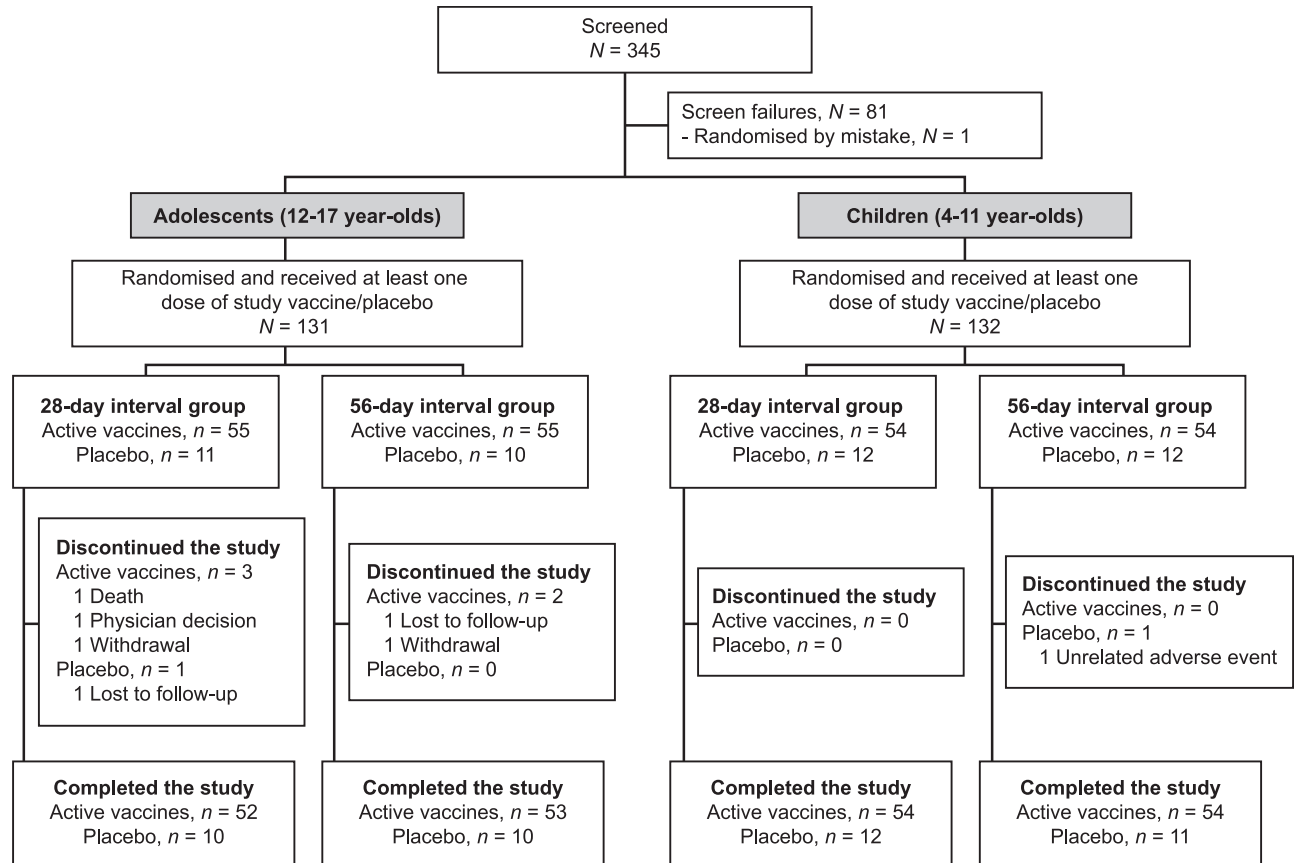 Screened
N = 345
Screen failures, N = 81
- Randomised by mistake, N = 1
Adolescents (12-17 year-olds)
Children (4-11 year-olds)
Randomised and received at least one
dose of study vaccine/placebo
N = 131
Randomised and received at least one
dose of study vaccine/placebo
N = 132
28-day interval group
Active vaccines, n = 55
Placebo, n = 11
56-day interval group
Active vaccines, n = 55
Placebo, n = 10
28-day interval group
Active vaccines, n = 54
Placebo, n = 12
56-day interval group
Active vaccines, n = 54
Placebo, n = 12
Discontinued the study
Active vaccines, n = 3
1 Death
1 Physician decision
1 Withdrawal
Placebo, n = 1
1 Lost to follow-up
Discontinued the study
Active vaccines, n = 2
1 Lost to follow-up
1 Withdrawal
Placebo, n = 0
Discontinued the study
Active vaccines, n = 0
Placebo, n = 0
Discontinued the study
Active vaccines, n = 0
Placebo, n = 1
1 Unrelated adverse event
Completed the study
Active vaccines, n = 52
Placebo, n = 10
Completed the study
Active vaccines, n = 53
Placebo, n = 10
Completed the study
Active vaccines, n = 54
Placebo, n = 12
Completed the study
Active vaccines, n = 54
Placebo, n = 11